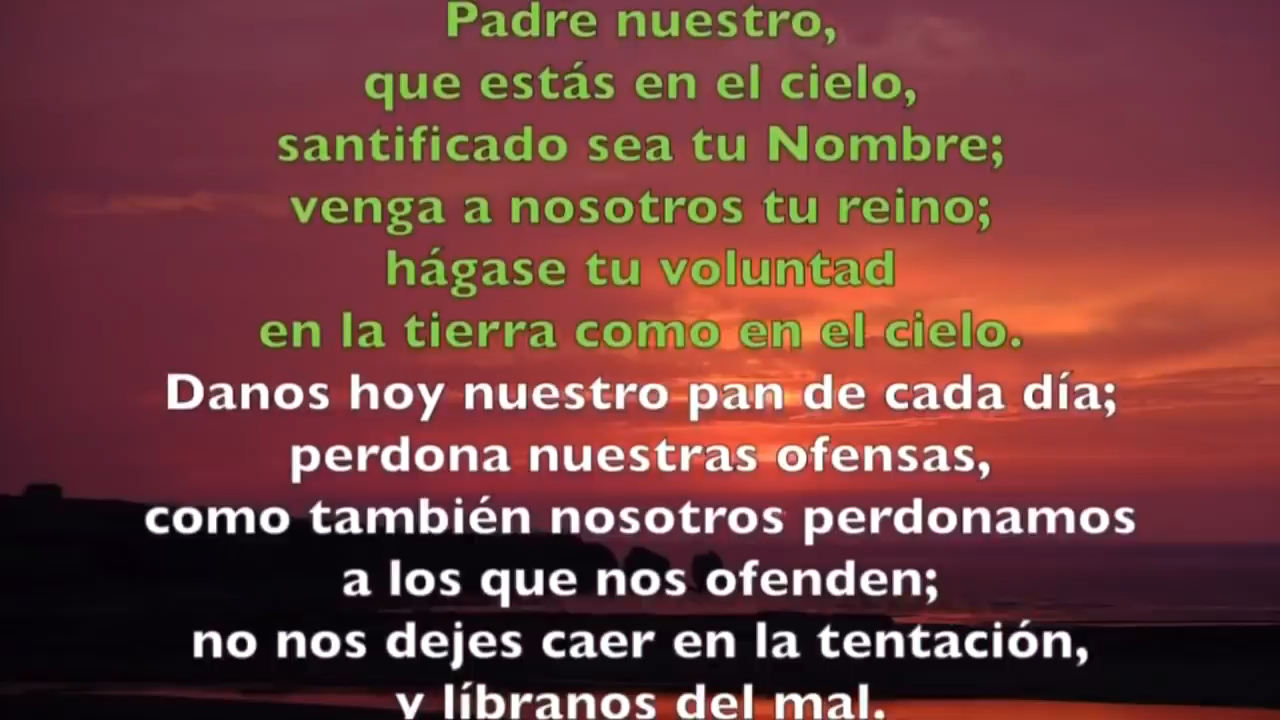 Padre nuestro,
que estás en el cielo,
santificado sea tu Nombre;
venga a nosotros tu reino;
hágase tu voluntad
en la tierra como en el cielo.
Danos hoy nuestro pan de cada día;
perdona nuestras ofensas,
como también nosotros perdonamos
a los que nos ofenden;
no nos dejes caer en la tentación,
y líbranos del mal.